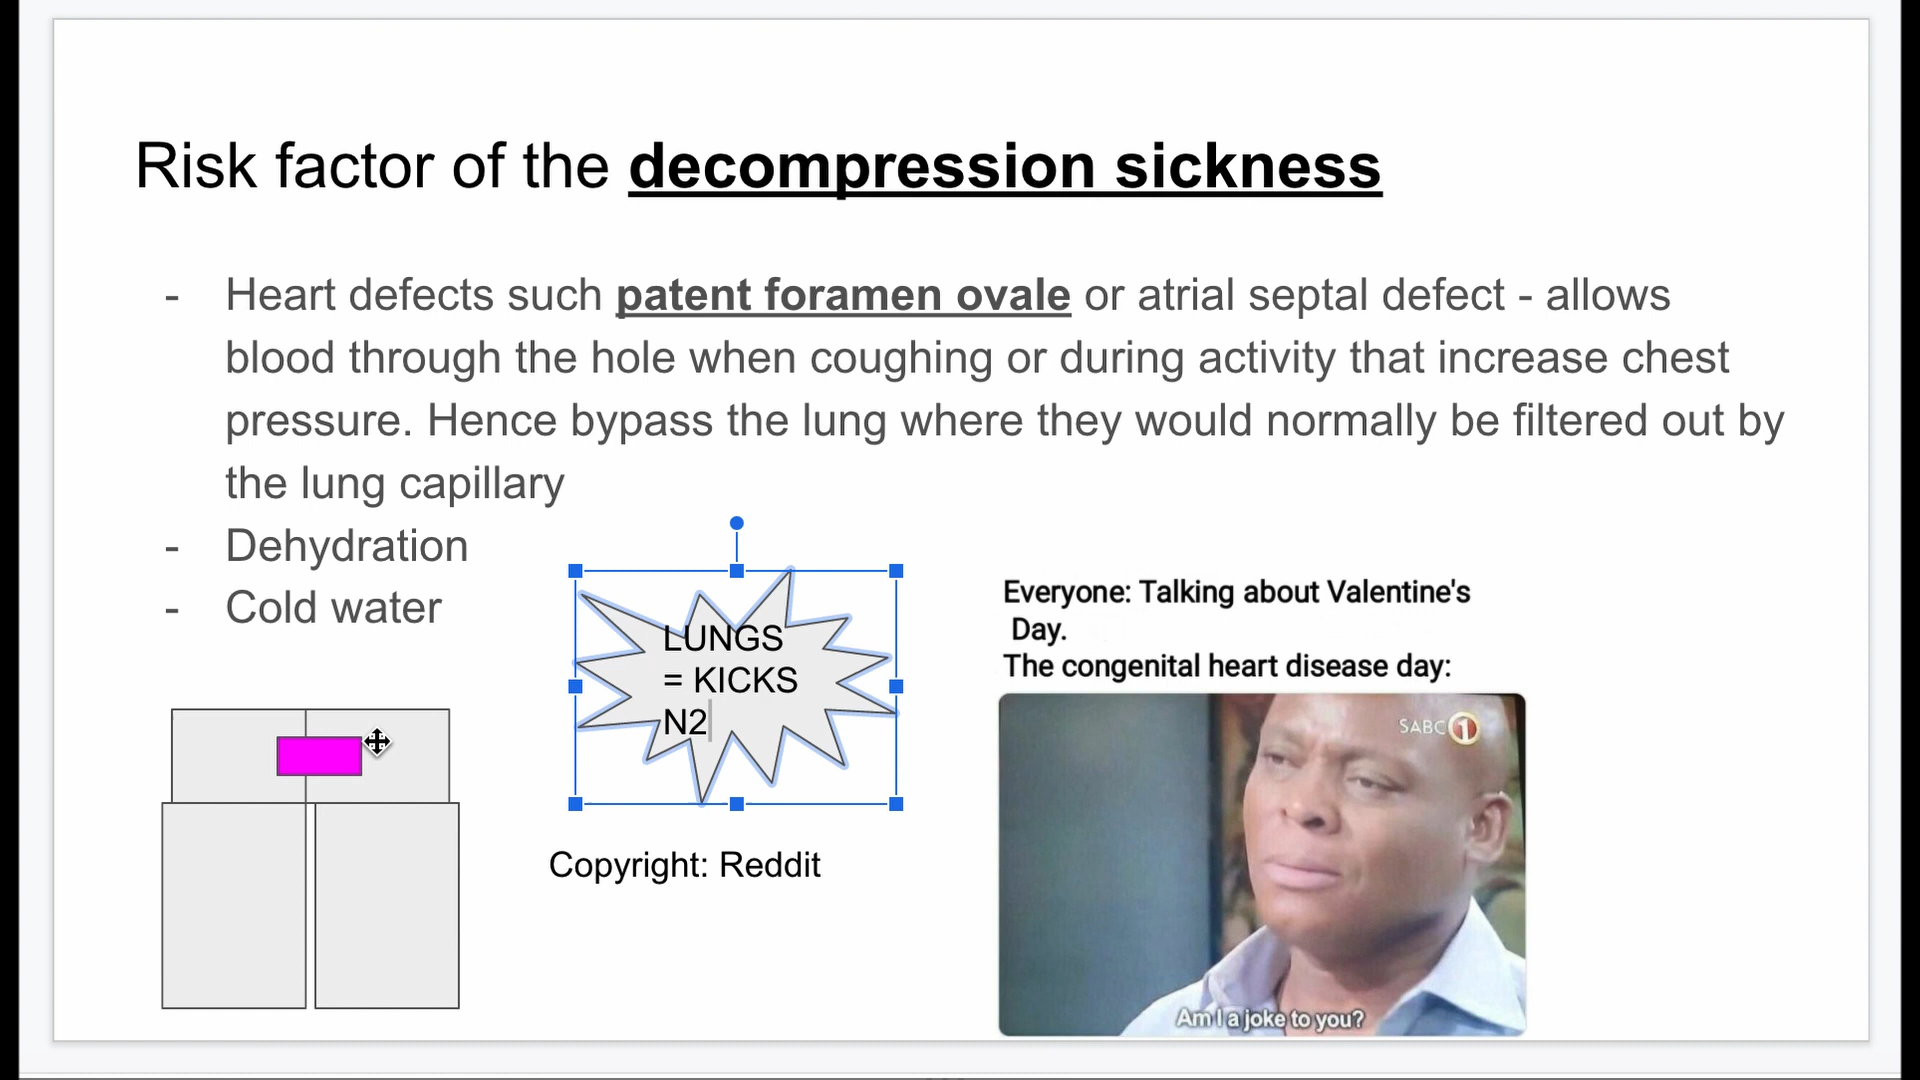 Risk factor of the decompression sickness
- Heart defects such patent foramen ovale or atrial septal defect - allows
blood through the hole when coughing or during activity that increase chest
pressure. Hence bypass the lung where they would normally be filtered out by
the lung capillary
- Dehydration
- Cold water
LUNGS
= KICKS
N2
Copyright: Reddit
Everyone: Talking about Valentine's
Day.
The congenital heart disease day:
SABC 1
Am I a joke to you?